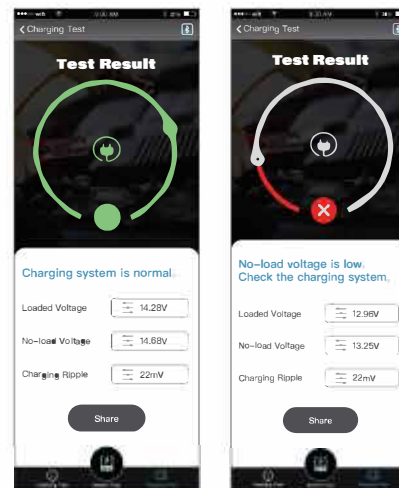 Charging Test
Test Result
Charging system is normal.
Loaded Voltage 14.28V
No-load Voltage 14.68V
Charging Ripple 22mV
Share
Charging Test
Test Result
No-load voltage is low.
Check the charging system.
Loaded Voltage 12.96V
No-load Voltage 13.25V
Charging Ripple 22mV
Share